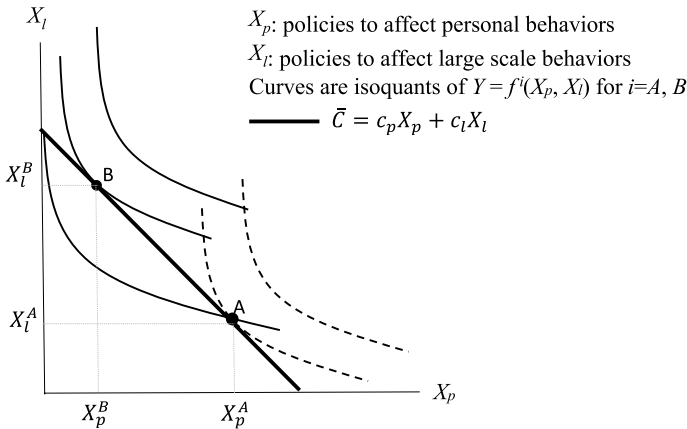 X_l
X_p: policies to affect personal behaviors
X_l: policies to affect large scale behaviors
Curves are isoquants of Y = f^i(X_p, X_l) for i=A, B
C̄ = c_pX_p + c_lX_l
X_l^B
B
X_l^A
A
X_p^B
X_p^A
X_p